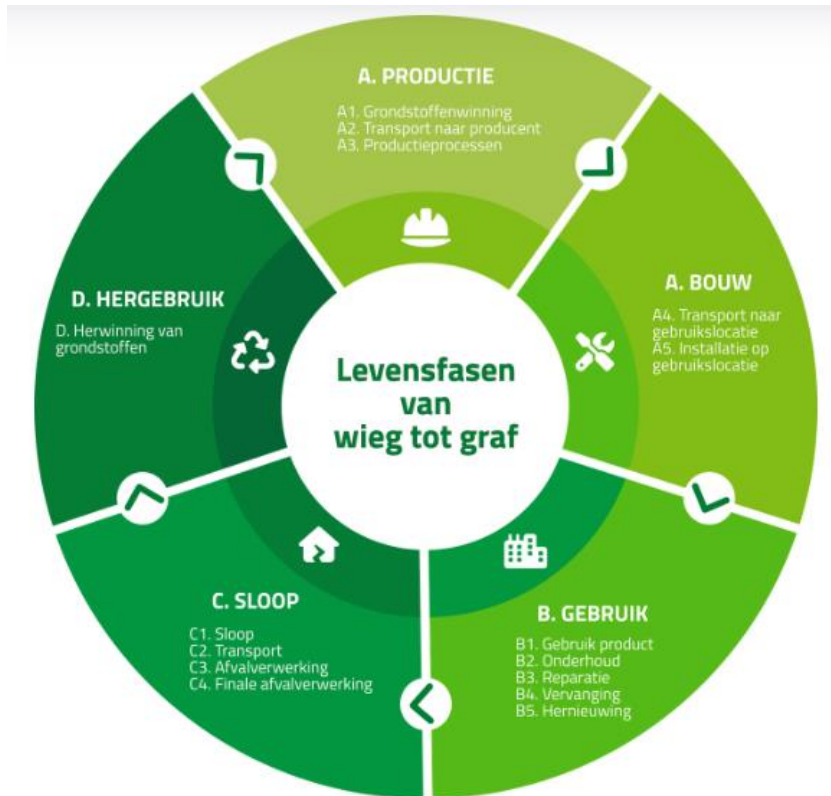 A. PRODUCTIE
A1. Grondstoffenwinning
A2. Transport naar producent
A3. Productieprocessen
A. BOUW
A4. Transport naar
gebruikslocatie
A5. Installatie op
gebruikslocatie
B. GEBRUIK
B1. Gebruik product
B2. Onderhoud
B3. Reparatie
B4. Vervanging
B5. Hernieuwing
C. SLOOP
C1. Sloop
C2. Transport
C3. Afvalverwerking
C4. Finale afvalverwerking
D. HERGEBRUIK
D. Herwinning van
grondstoffen
Levensfasen
van
wieg tot graf